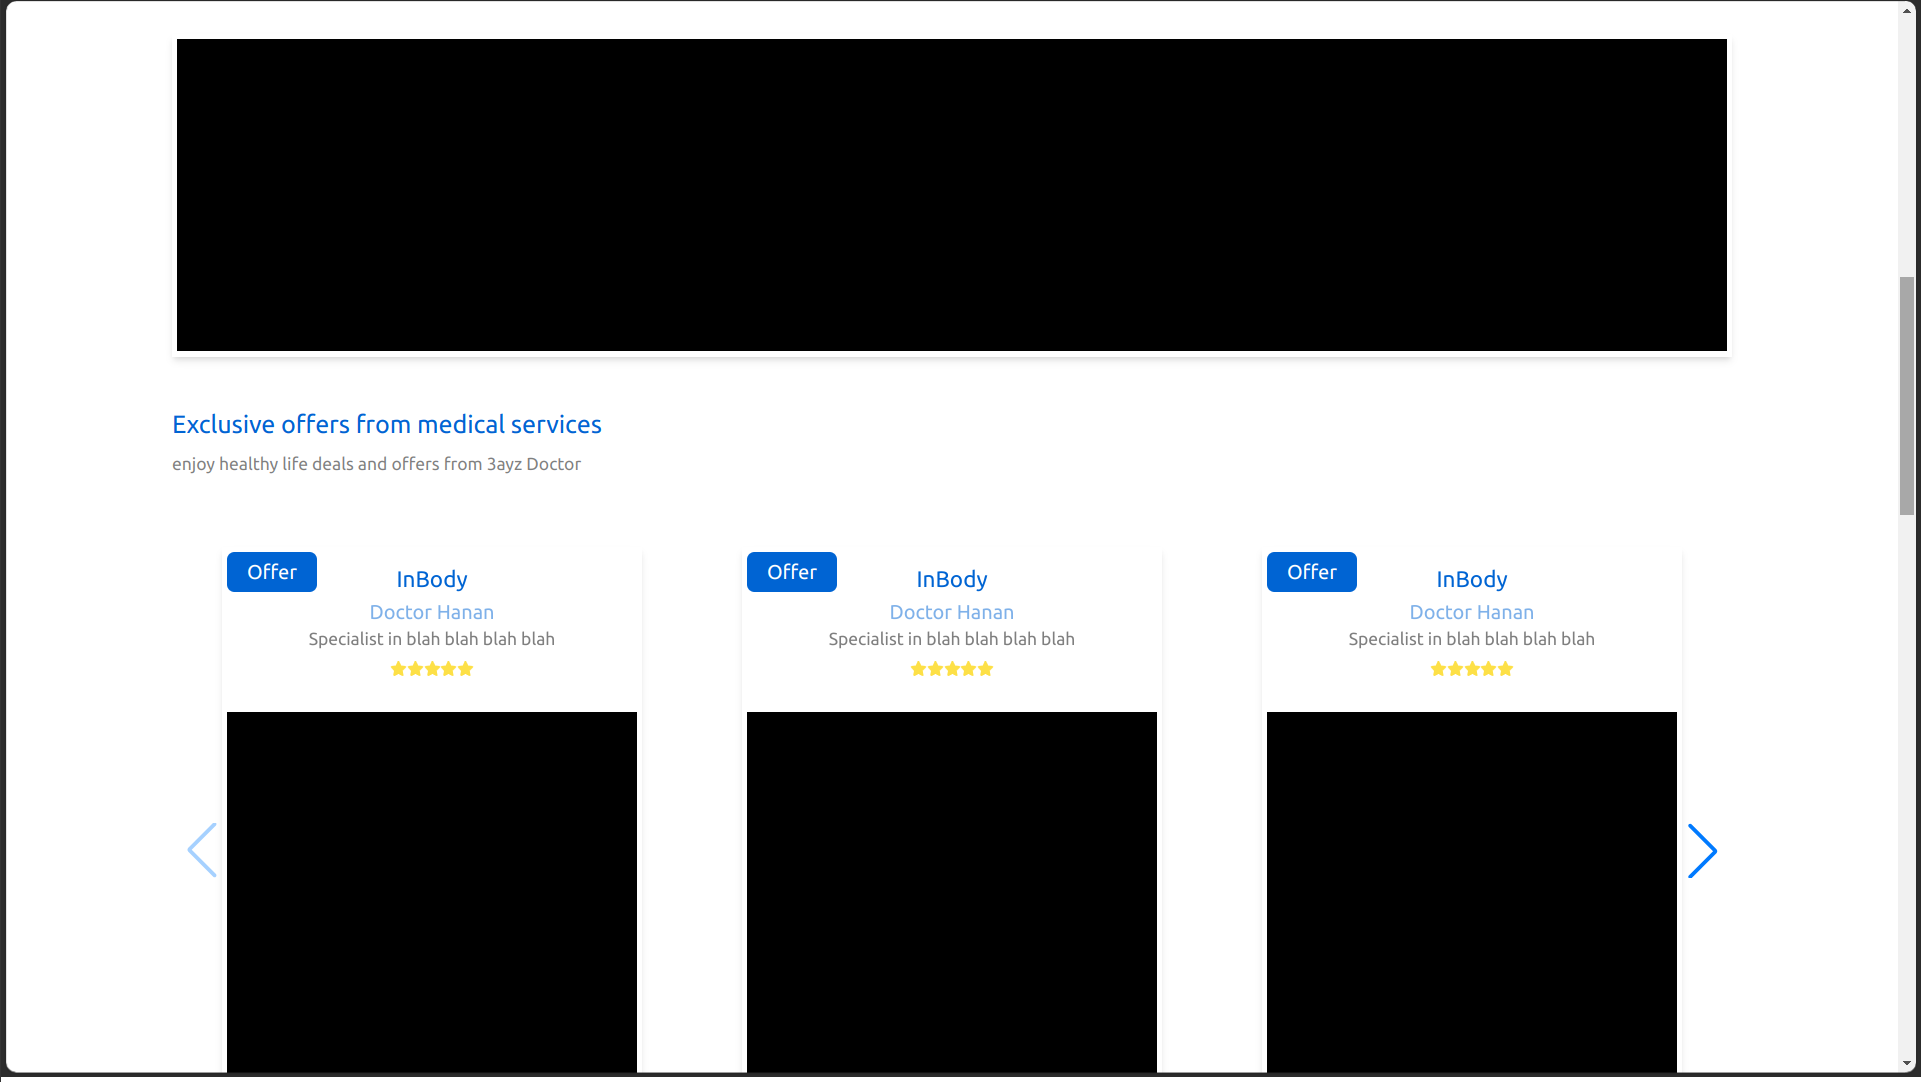 Exclusive offers from medical services
enjoy healthy life deals and offers from 3ayz Doctor
Offer
InBody
Doctor Hanan
Specialist in blah blah blah blah
Offer
InBody
Doctor Hanan
Specialist in blah blah blah blah
Offer
InBody
Doctor Hanan
Specialist in blah blah blah blah